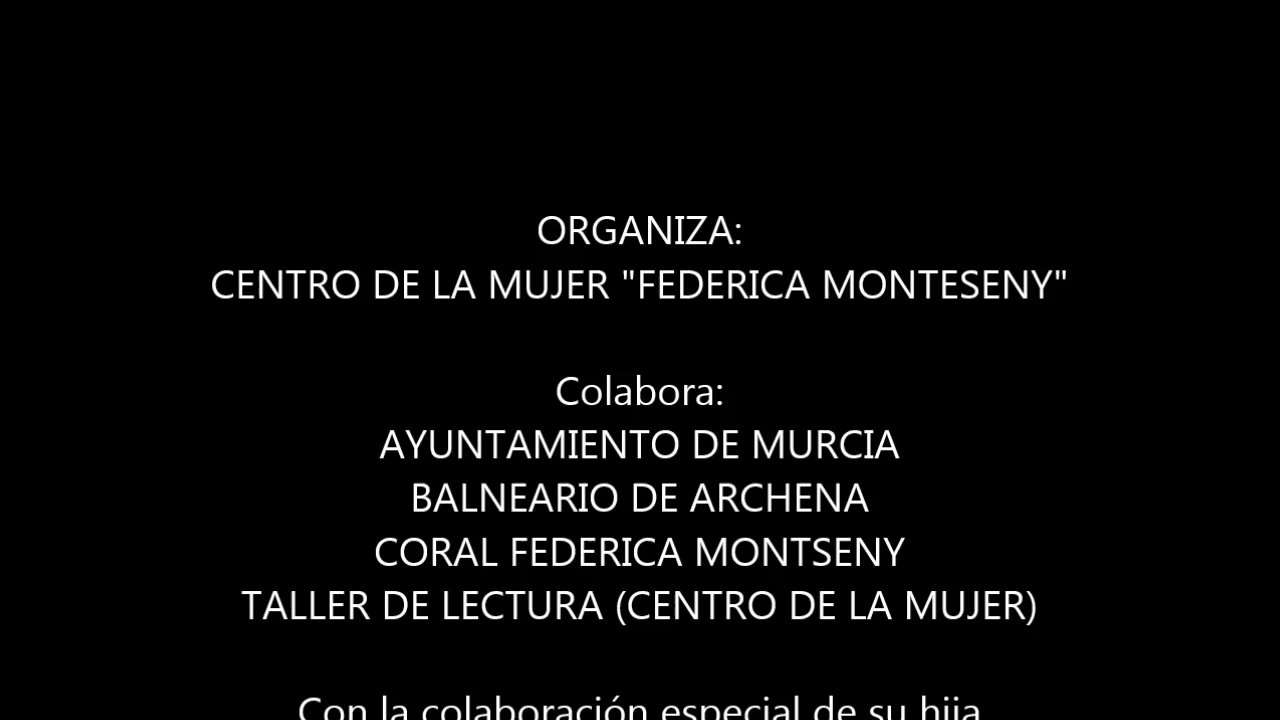 ORGANIZA:
CENTRO DE LA MUJER "FEDERICA MONTESENY"
Colabora:
AYUNTAMIENTO DE MURCIA
BALNEARIO DE ARCHENA
CORAL FEDERICA MONTSENY
TALLER DE LECTURA (CENTRO DE LA MUJER)
Con la colaboración especial de su hija